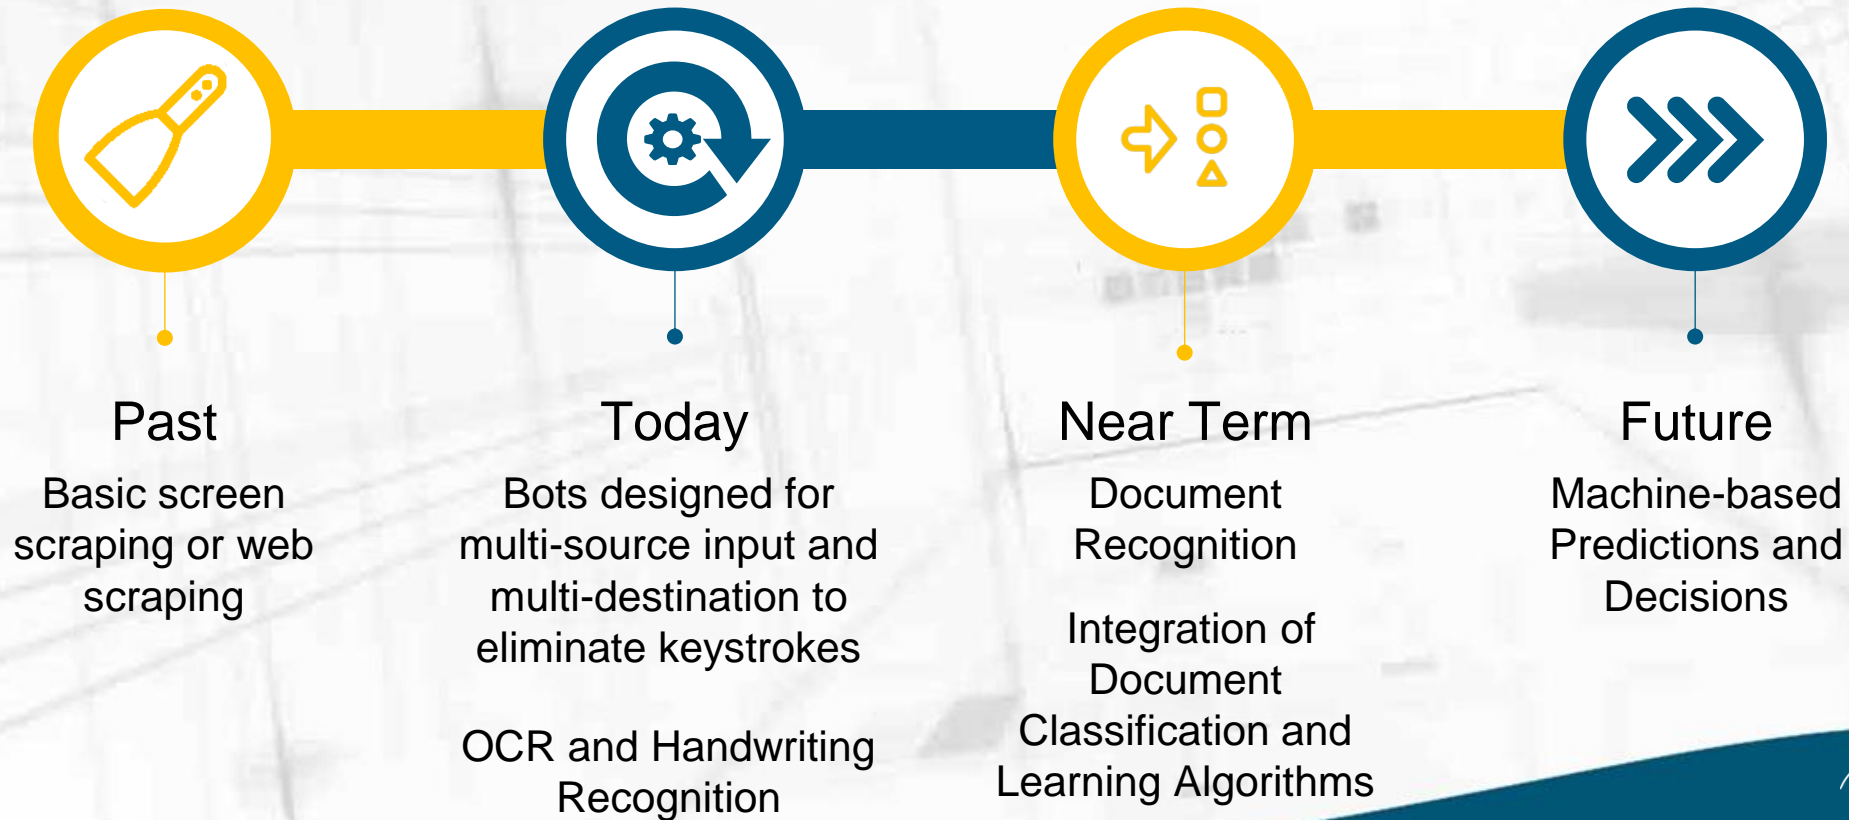 Past
Basic screen
scraping or web
scraping
Today
Bots designed for
multi-source input and
multi-destination to
eliminate keystrokes
OCR and Handwriting
Recognition
Near Term
Document
Recognition
Integration of
Document
Classification and
Learning Algorithms
Future
Machine-based
Predictions and
Decisions